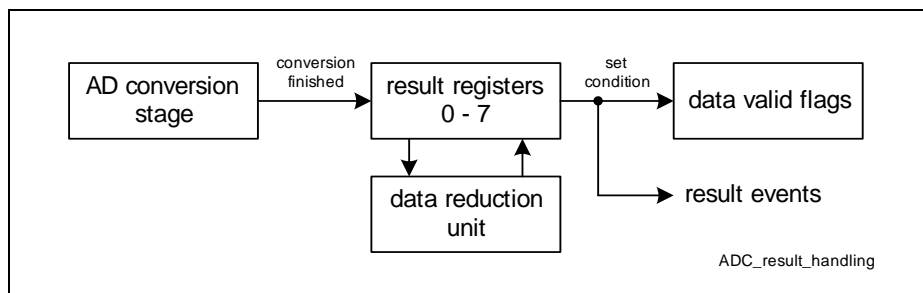 AD conversion
stage
conversion
finished
result registers
0 - 7
set
condition
data valid flags
data reduction
unit
result events
ADC_result_handling